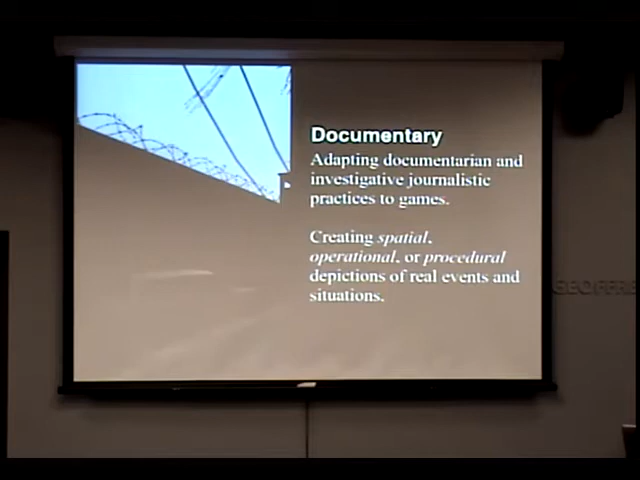 Documentary
Adapting documentarian and
investigative journalistic
practices to games.
Creating spatial,
operational, or procedural
depictions of real events and
situations.
GEOFFRE